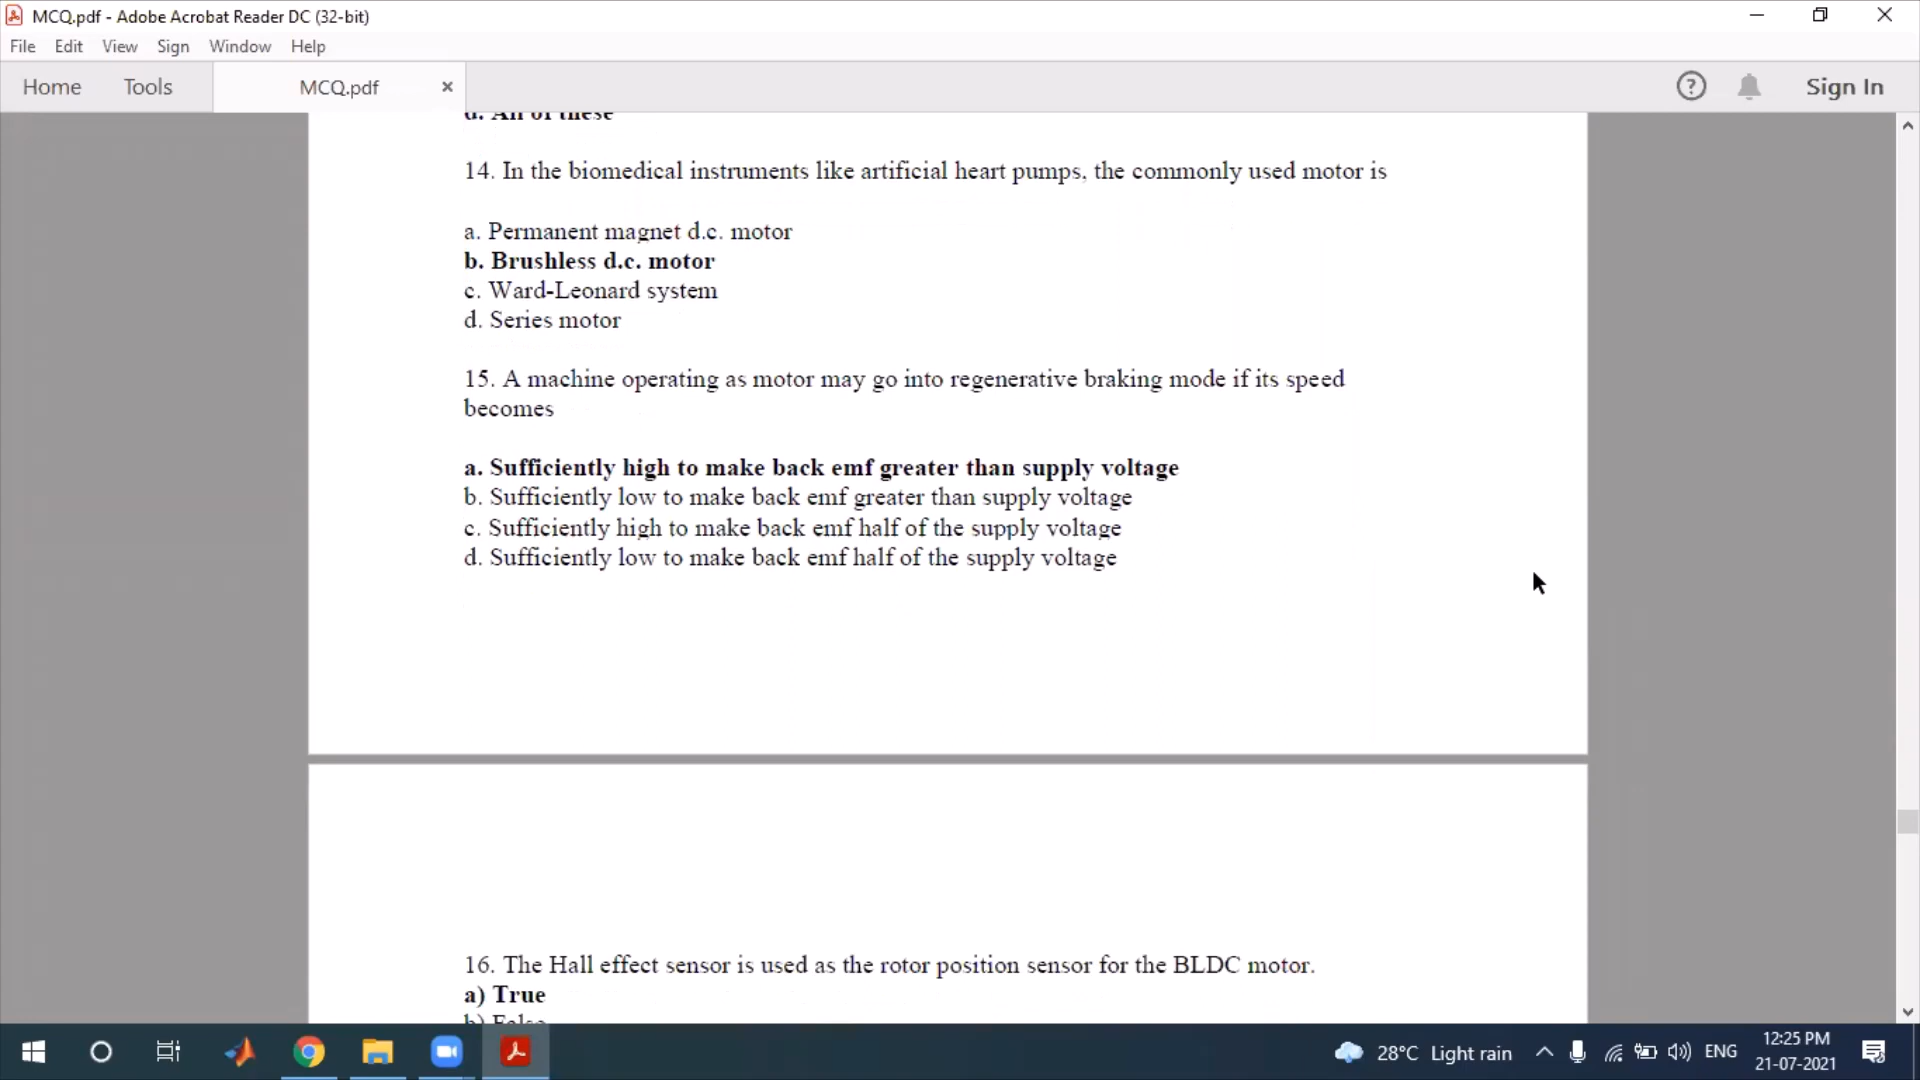 MCQ.pdf - Adobe Acrobat Reader DC (32-bit)
File Edit View Sign Window Help
Home Tools MCQ.pdf × ? Sign In
d. All of these
14. In the biomedical instruments like artificial heart pumps, the commonly used motor is
a. Permanent magnet d.c. motor
b. Brushless d.c. motor
c. Ward-Leonard system
d. Series motor
15. A machine operating as motor may go into regenerative braking mode if its speed
becomes
a. Sufficiently high to make back emf greater than supply voltage
b. Sufficiently low to make back emf greater than supply voltage
c. Sufficiently high to make back emf half of the supply voltage
d. Sufficiently low to make back emf half of the supply voltage
16. The Hall effect sensor is used as the rotor position sensor for the BLDC motor.
a) True
b) False
28°C Light rain ENG 12:25 PM
21-07-2021